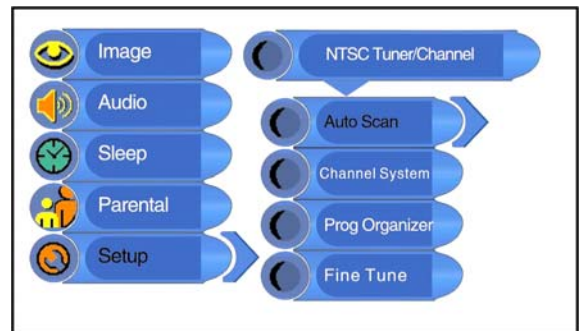 Image
Audio
Sleep
Parental
Setup
NTSC Tuner/Channel
Auto Scan
Channel System
Prog Organizer
Fine Tune